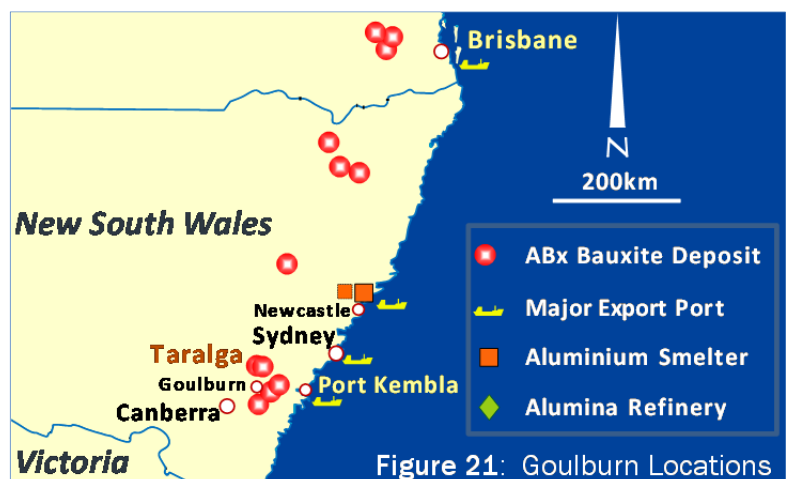 Brisbane
N
200km
New South Wales
ABx Bauxite Deposit
Major Export Port
Newcastle
Sydney
Taralga
Aluminium Smelter
Goulburn
Port Kembla
Canberra
Alumina Refinery
Victoria
Figure 21: Goulburn Locations